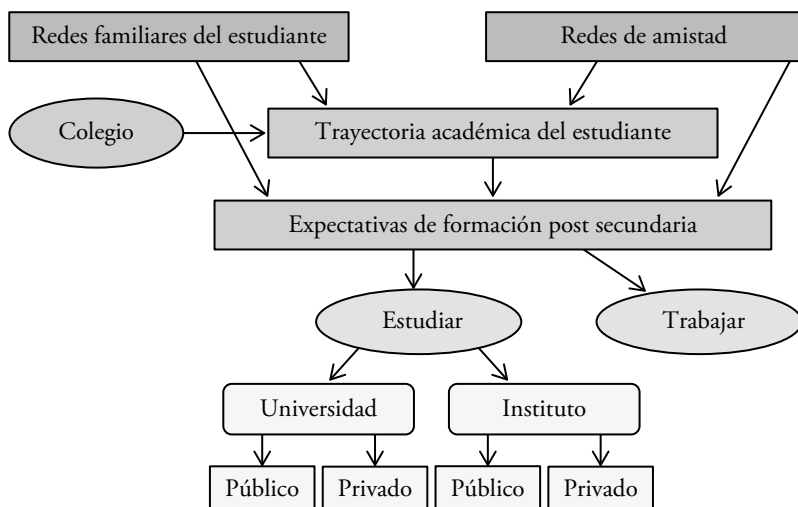 Redes familiares del estudiante
Redes de amistad
Colegio
Trayectoria académica del estudiante
Expectativas de formación post secundaria
Estudiar
Trabajar
Universidad
Instituto
Público
Privado
Público
Privado